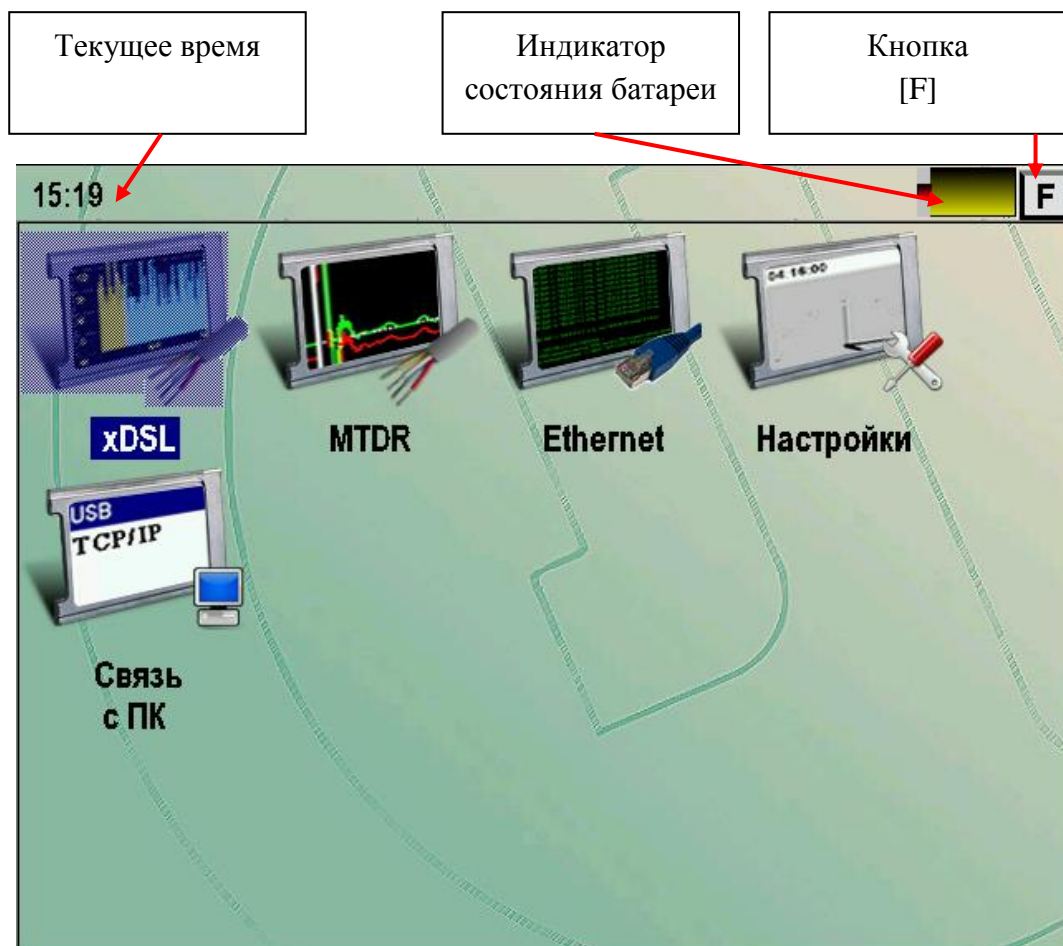 Текущее время
Индикатор
состояния батареи
Кнопка
[F]
15:19
F
04:16:00
xDSL
MTDR
Ethernet
Настройки
USB
TCP/IP
Связь
с ПК